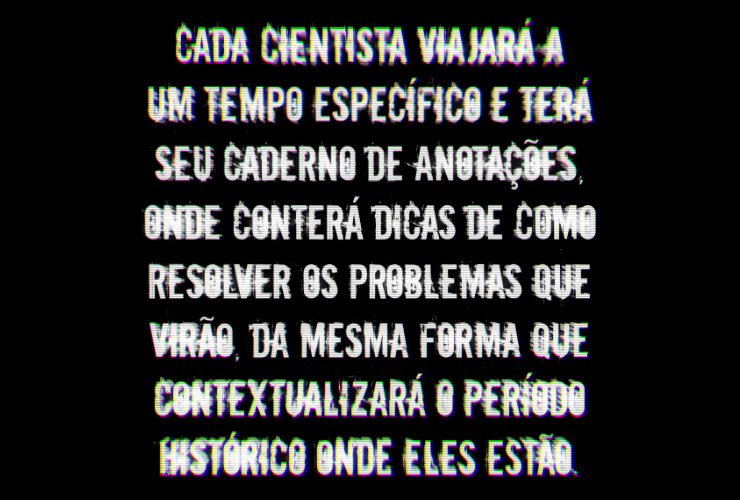 CADA CIENTISTA VIAJARÁ A
UM TEMPO ESPECÍFICO E TERÁ
SEU CADERNO DE ANOTAÇÕES,
ONDE CONTERÁ DICAS DE COMO
RESOLVER OS PROBLEMAS QUE
VIRÃO, DA MESMA FORMA QUE
CONTEXTUALIZARÁ O PERÍODO
HISTÓRICO ONDE ELES ESTÃO.